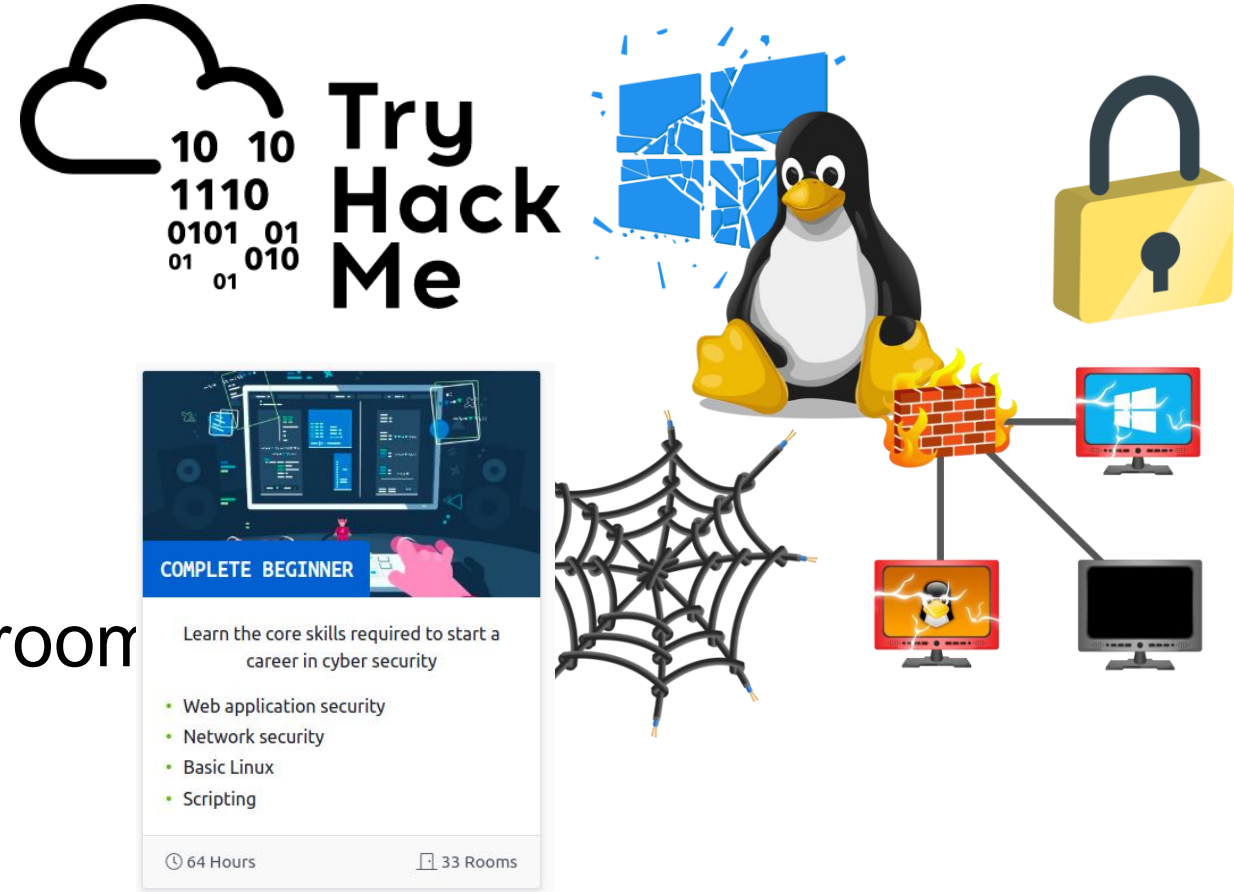 10 10
1110
0101 01
01 010
01
Try
Hack
Me
COMPLETE BEGINNER
room
Learn the core skills required to start a
career in cyber security
• Web application security
• Network security
• Basic Linux
• Scripting
64 Hours
33 Rooms